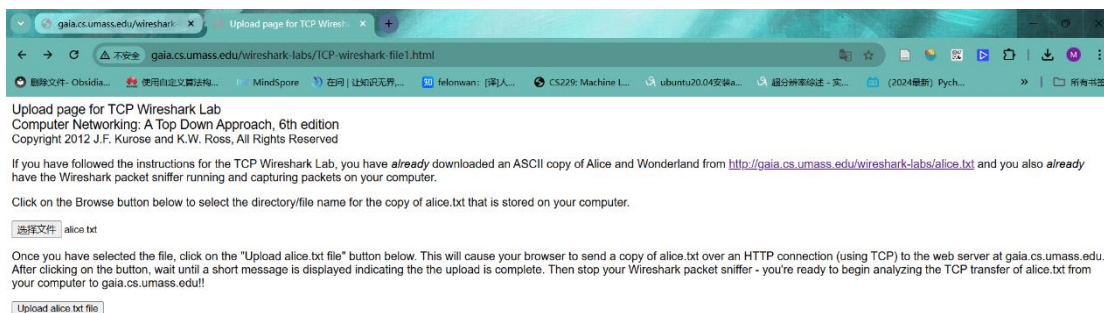 gaia.cs.umass.edu/wireshark-
Upload page for TCP Wiresh
不安全 gaia.cs.umass.edu/wireshark-labs/TCP-wireshark-file1.html
删除文件- Obsidia... 使用自定义算法构... MindSpore 在问 | 让知识无界,... felonwan: [译]人... CS229: Machine L... ubuntu20.04安装a... 超分辨率综述 - 实... (2024最新) Pych... » 所有书签
Upload page for TCP Wireshark Lab
Computer Networking: A Top Down Approach, 6th edition
Copyright 2012 J.F. Kurose and K.W. Ross, All Rights Reserved
If you have followed the instructions for the TCP Wireshark Lab, you have already downloaded an ASCII copy of Alice and Wonderland from http://gaia.cs.umass.edu/wireshark-labs/alice.txt and you also already
have the Wireshark packet sniffer running and capturing packets on your computer.
Click on the Browse button below to select the directory/file name for the copy of alice.txt that is stored on your computer.
选择文件 alice.txt
Once you have selected the file, click on the "Upload alice.txt file" button below. This will cause your browser to send a copy of alice.txt over an HTTP connection (using TCP) to the web server at gaia.cs.umass.edu.
After clicking on the button, wait until a short message is displayed indicating the the upload is complete. Then stop your Wireshark packet sniffer - you're ready to begin analyzing the TCP transfer of alice.txt from
your computer to gaia.cs.umass.edu!!
Upload alice.txt file